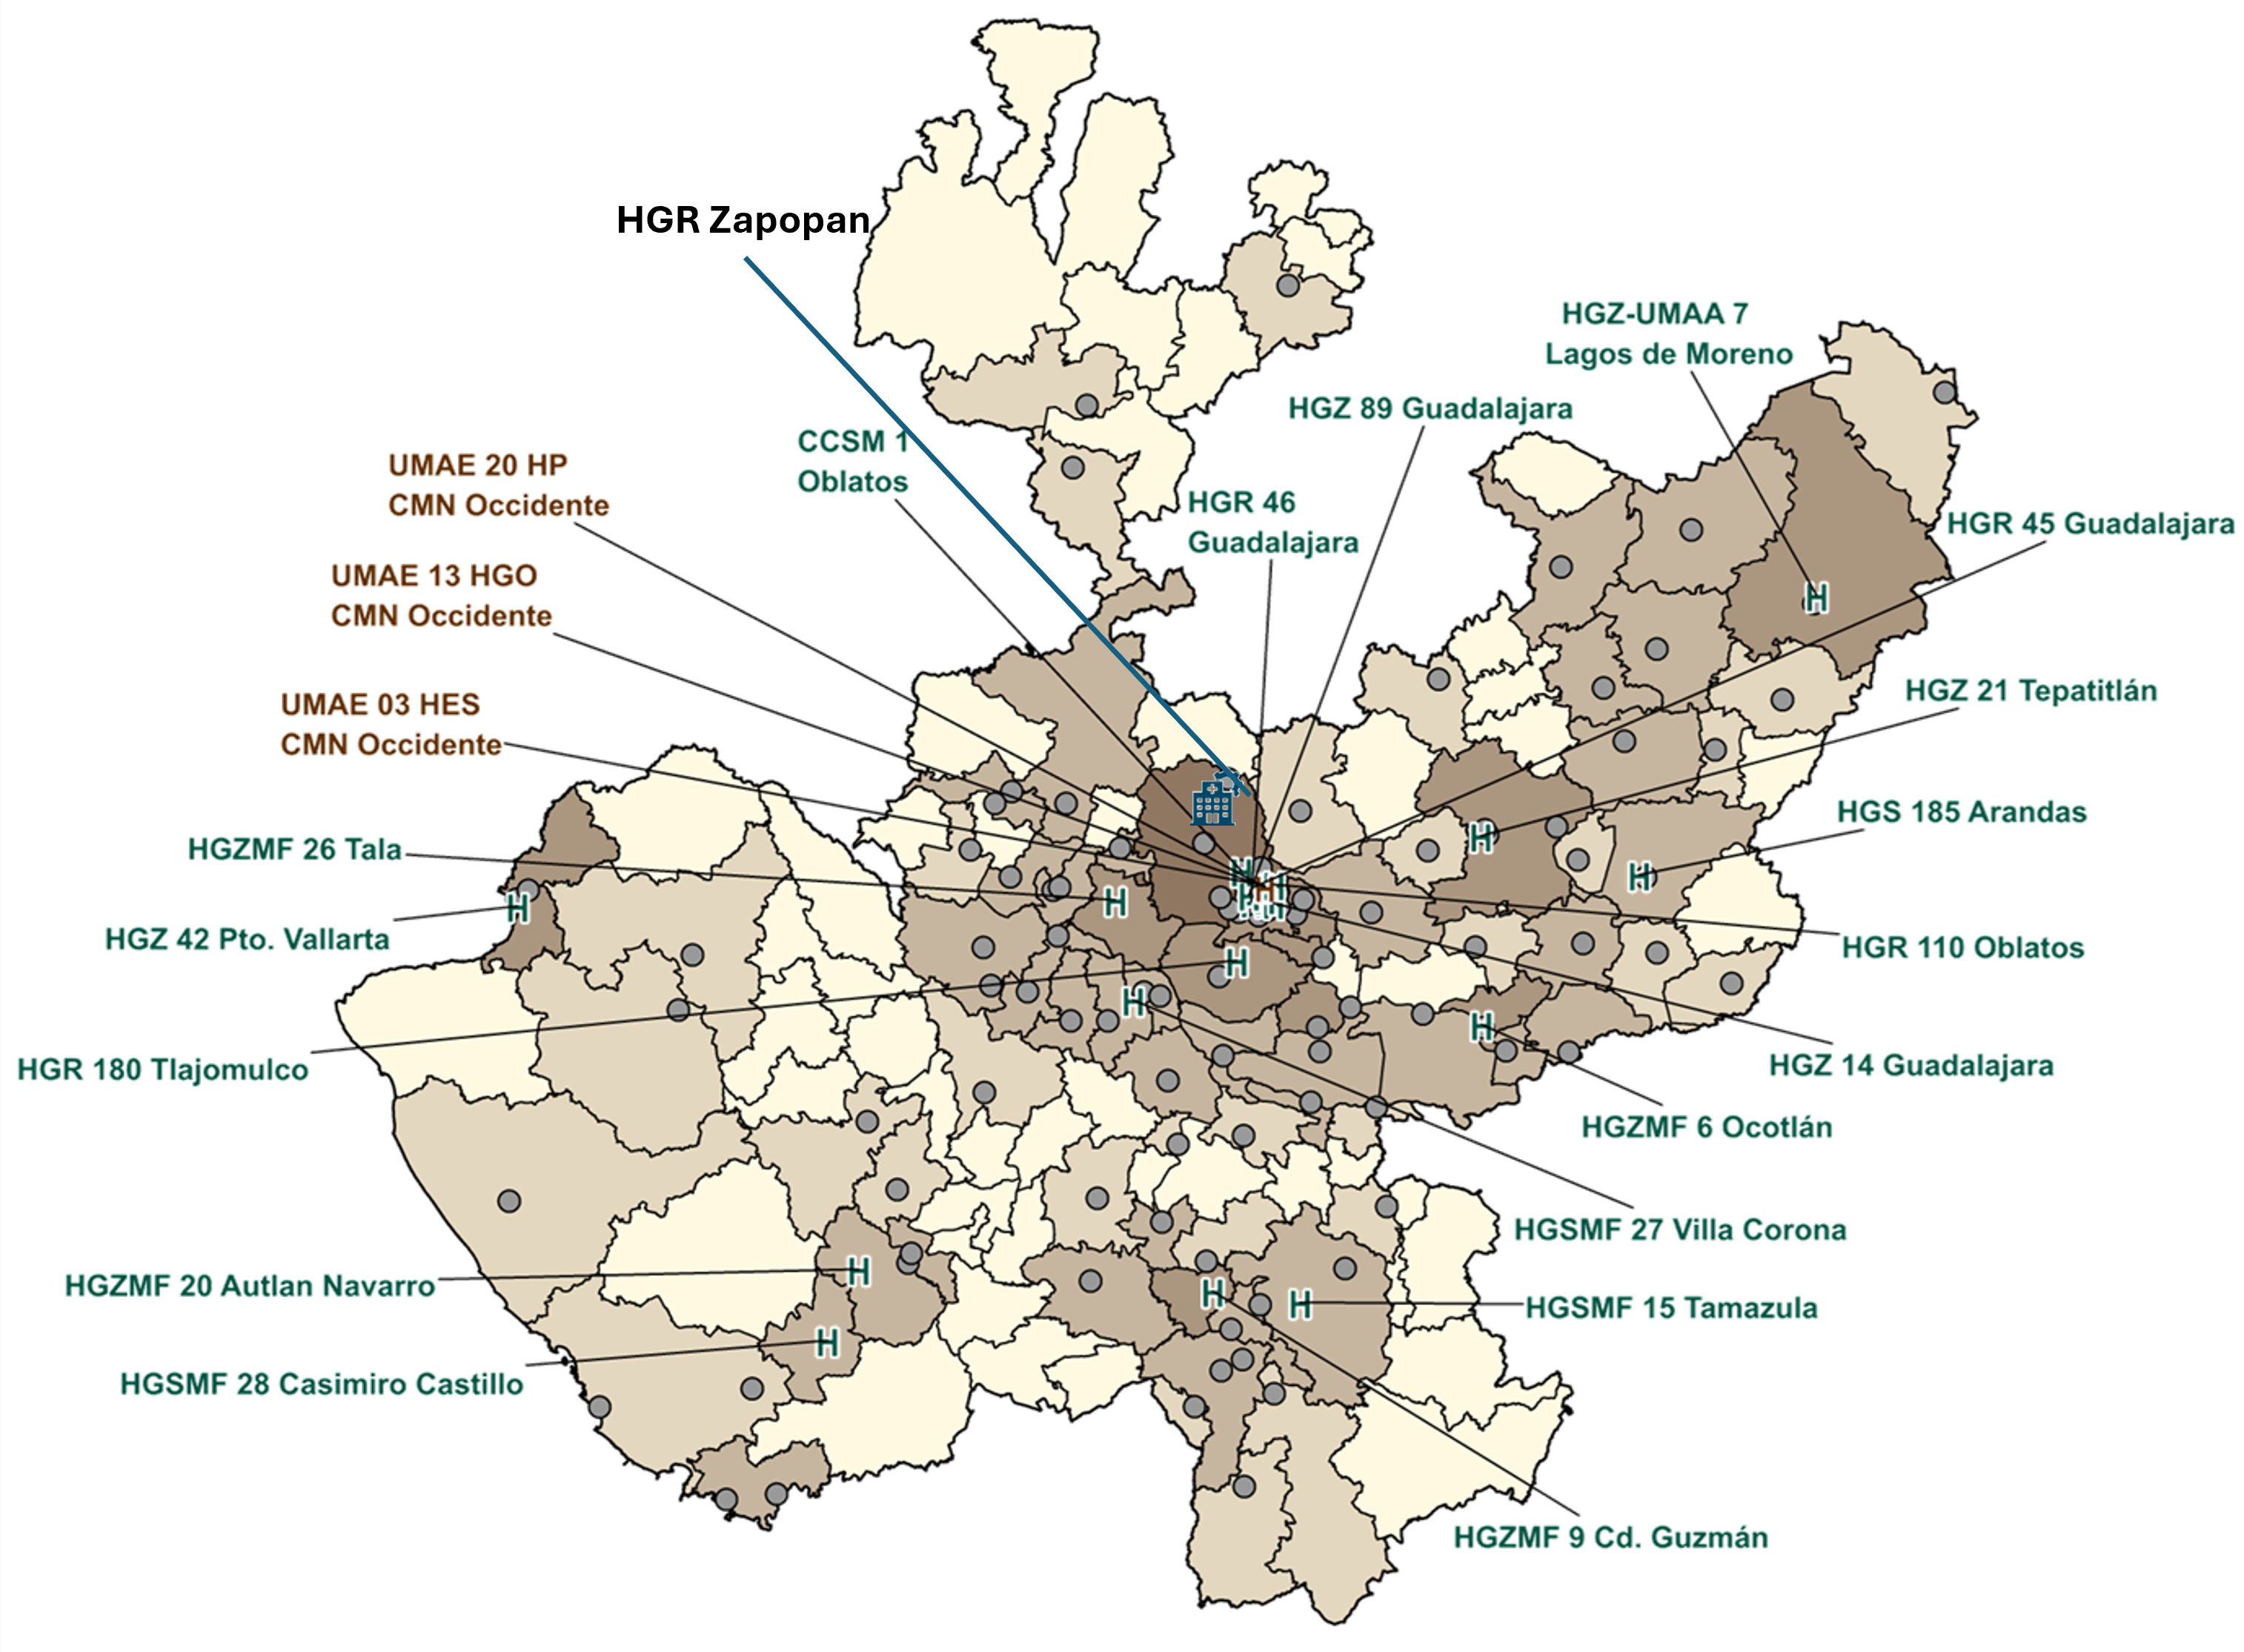 HGR Zapopan
HGZ-UMAA 7
Lagos de Moreno
HGZ 89 Guadalajara
CCSM 1
Oblatos
UMAE 20 HP
CMN Occidente
HGR 46
Guadalajara
HGR 45 Guadalajara
UMAE 13 HGO
CMN Occidente
UMAE 03 HES
CMN Occidente
HGZ 21 Tepatitlán
HGS 185 Arandas
HGZMF 26 Tala
HGZ 42 Pto. Vallarta
HGR 110 Oblatos
HGR 180 Tlajomulco
HGZ 14 Guadalajara
HGZMF 6 Ocotlán
HGSMF 27 Villa Corona
HGZMF 20 Autlan Navarro
HGSMF 15 Tamazula
HGSMF 28 Casimiro Castillo
HGZMF 9 Cd. Guzmán
H
H
H
H
H
H
H
H
H
H
H
H
H
H